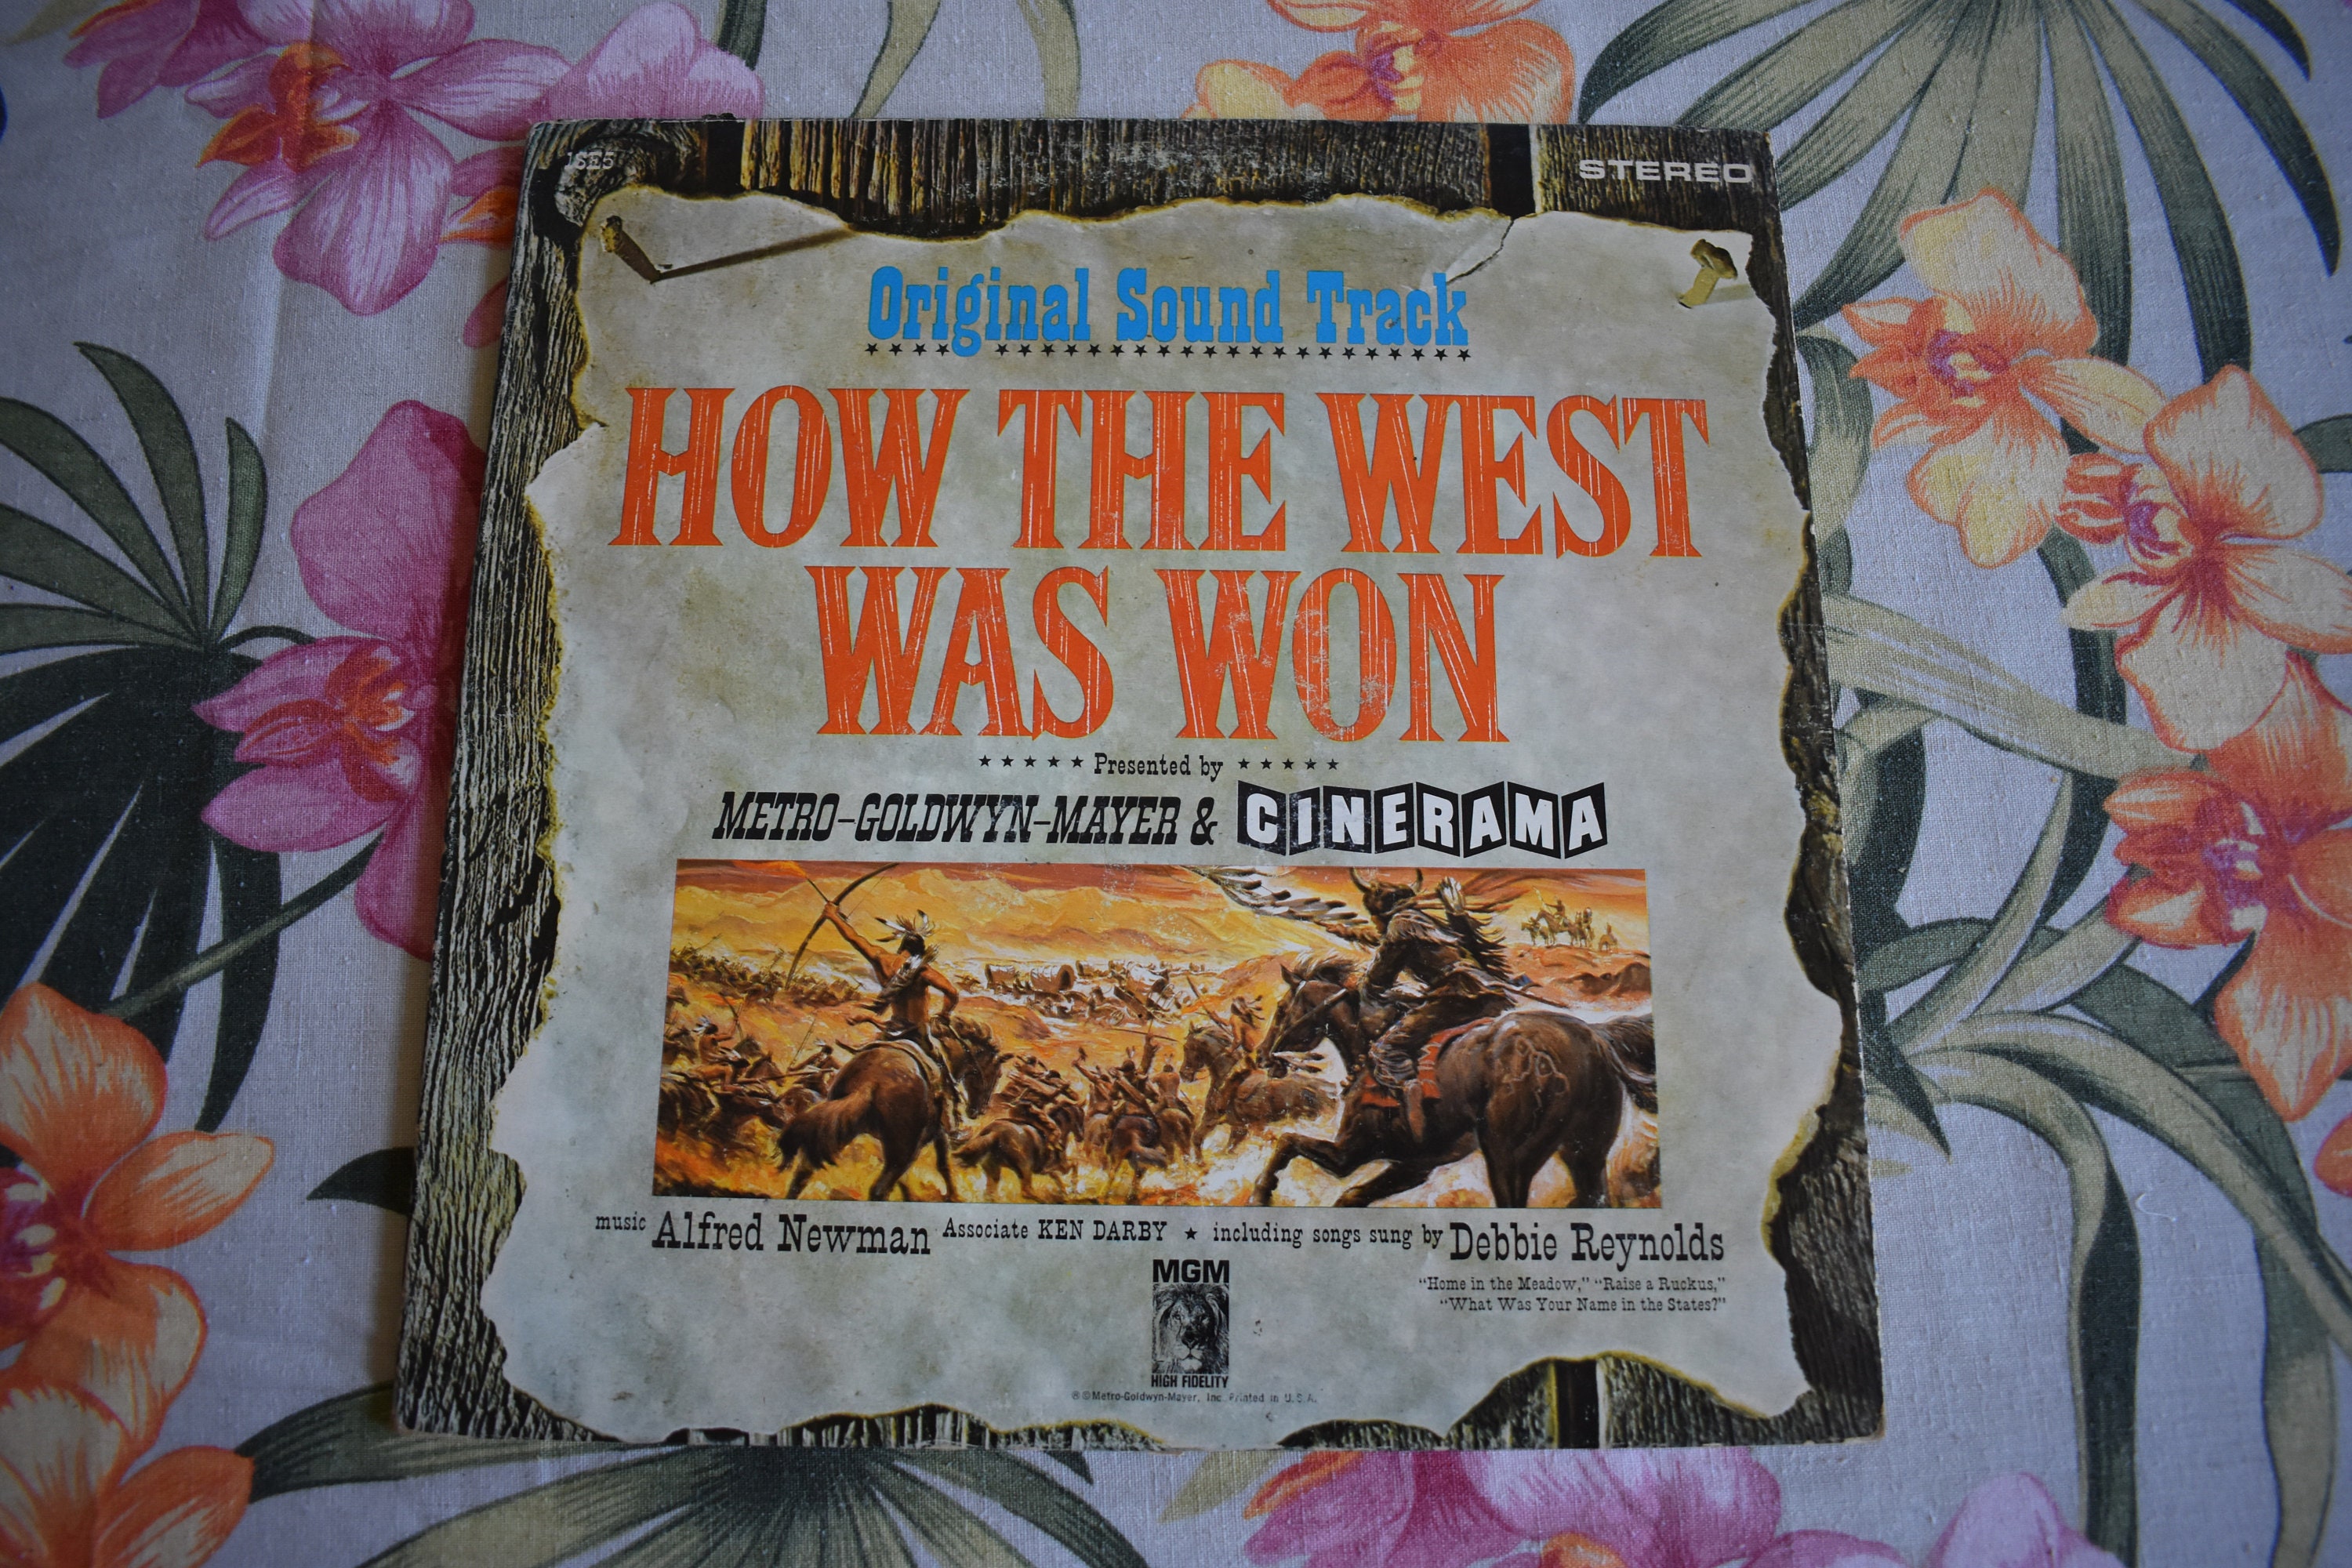 1SE5
STEREO
Original Sound Track
HOW THE WEST
WAS WON
Presented by
METRO-GOLDWYN-MAYER & CINERAMA
music Alfred Newman Associate KEN DARBY ★ including songs sung by Debbie Reynolds
"Home in the Meadow," "Raise a Ruckus,"
"What Was Your Name in the States?"
MGM
HIGH FIDELITY
℗ © Metro-Goldwyn-Mayer, Inc. Printed in U.S.A.